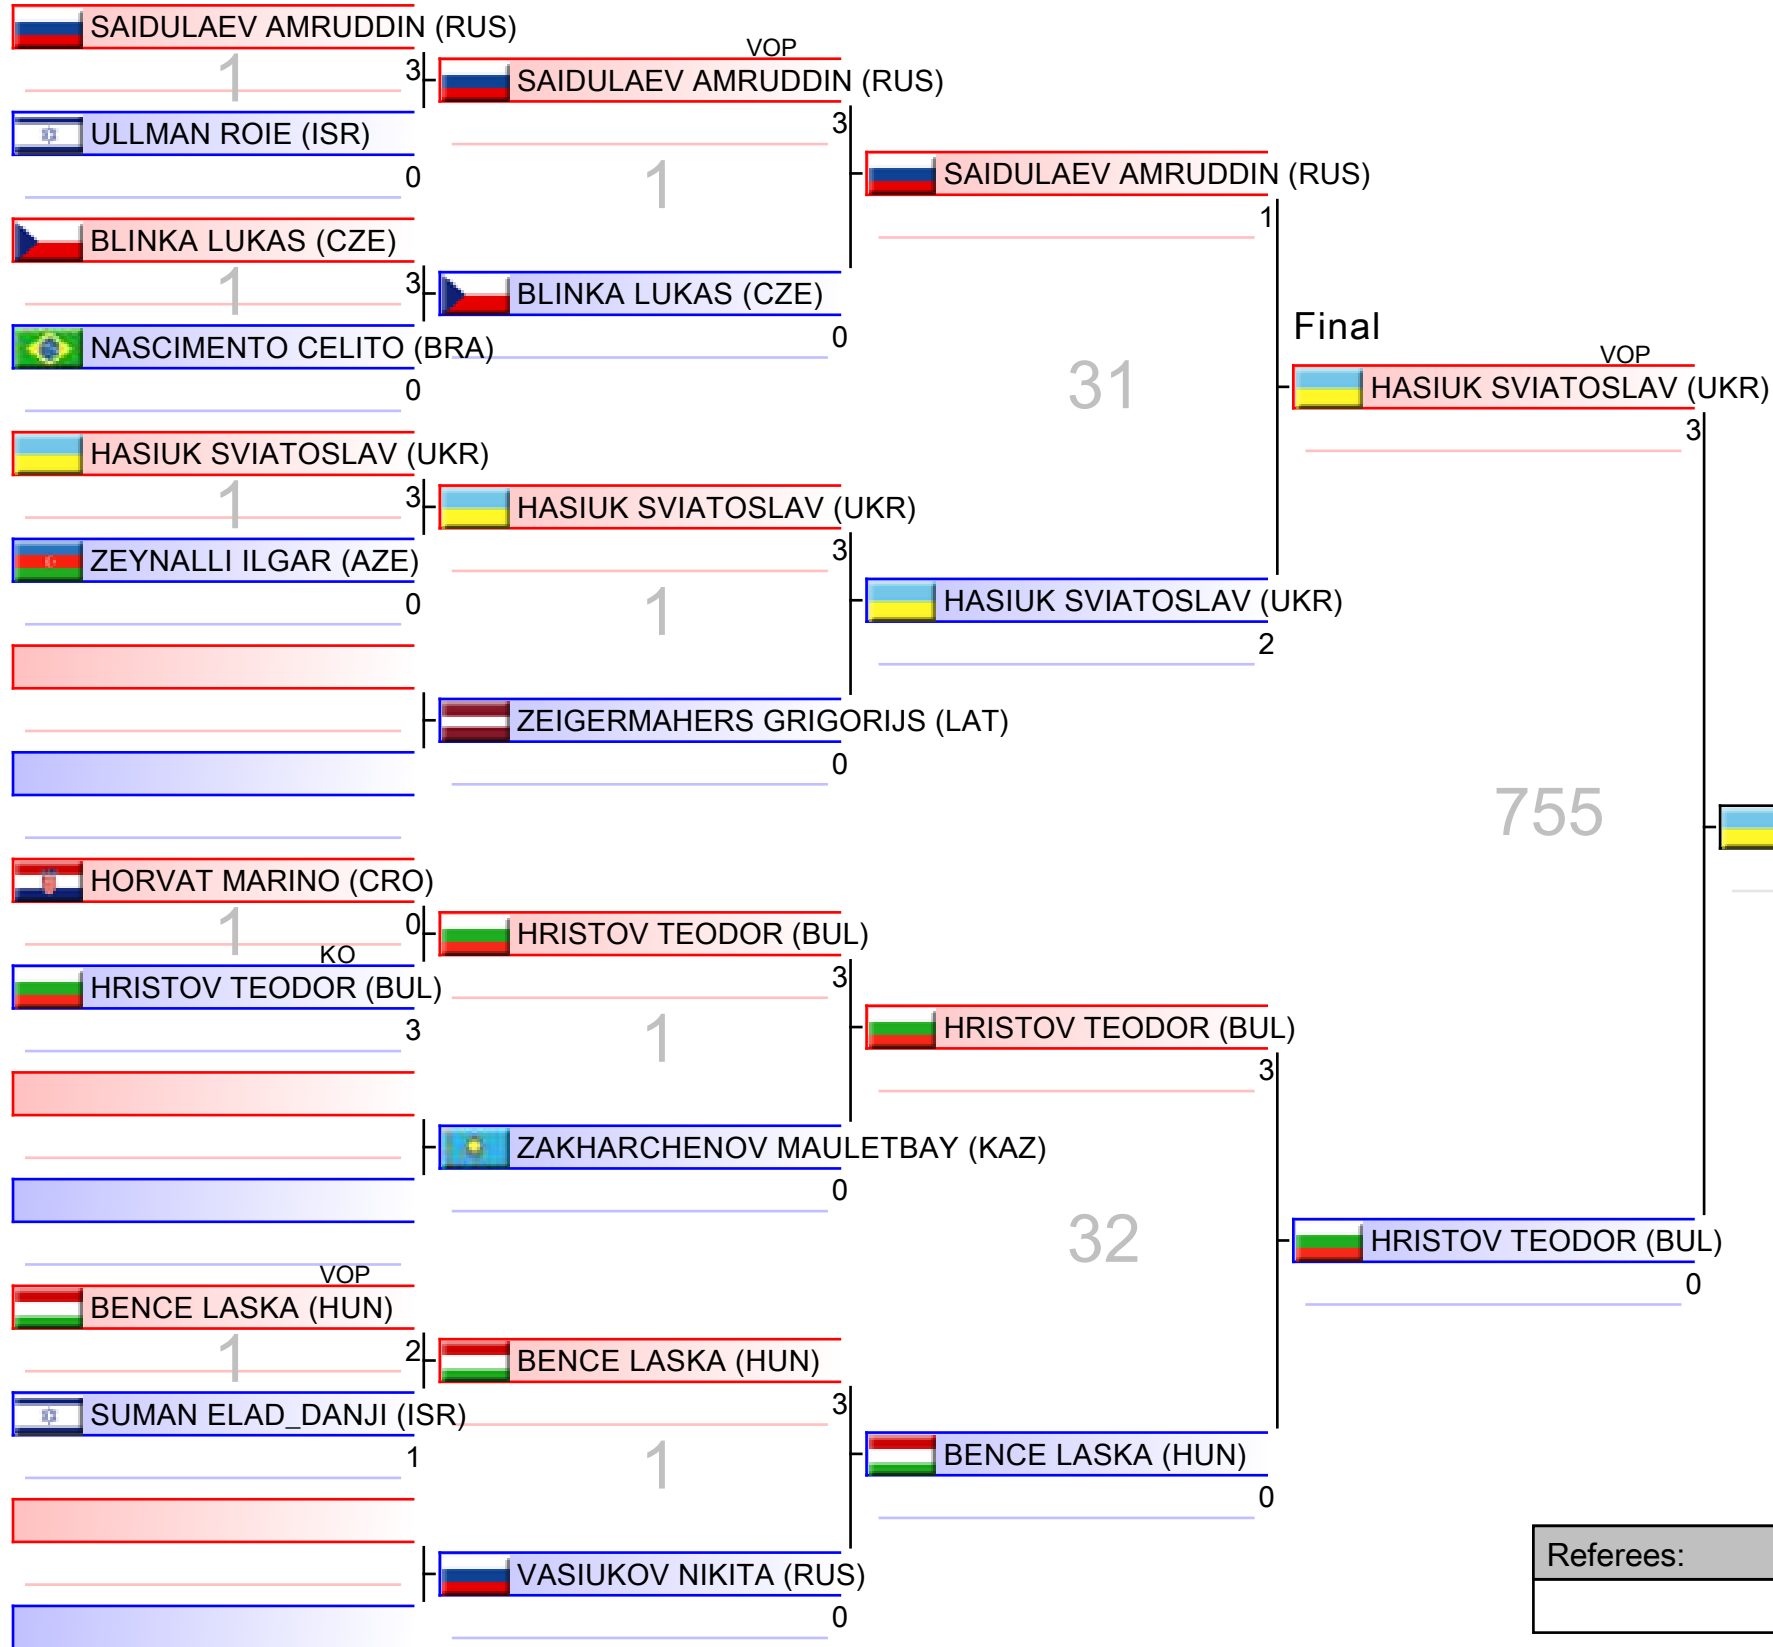 SAIDULAEV AMRUDDIN (RUS)
1
3
ULLMAN ROIE (ISR)
0
BLINKA LUKAS (CZE)
1
3
NASCIMENTO CELITO (BRA)
0
HASIUK SVIATOSLAV (UKR)
1
3
ZEYNALLI ILGAR (AZE)
0
HORVAT MARINO (CRO)
1
0
KO
HRISTOV TEODOR (BUL)
3
VOP
BENCE LASKA (HUN)
1
2
SUMAN ELAD_DANJI (ISR)
1
VOP
SAIDULAEV AMRUDDIN (RUS)
3
1
BLINKA LUKAS (CZE)
0
HASIUK SVIATOSLAV (UKR)
3
1
ZEIGERMAHERS GRIGORIJS (LAT)
0
HRISTOV TEODOR (BUL)
3
1
ZAKHARCHENOV MAULETBAY (KAZ)
0
BENCE LASKA (HUN)
3
1
VASIUKOV NIKITA (RUS)
0
SAIDULAEV AMRUDDIN (RUS)
1
31
HASIUK SVIATOSLAV (UKR)
2
HRISTOV TEODOR (BUL)
3
32
BENCE LASKA (HUN)
0
Final
VOP
HASIUK SVIATOSLAV (UKR)
3
755
HRISTOV TEODOR (BUL)
0
Referees: